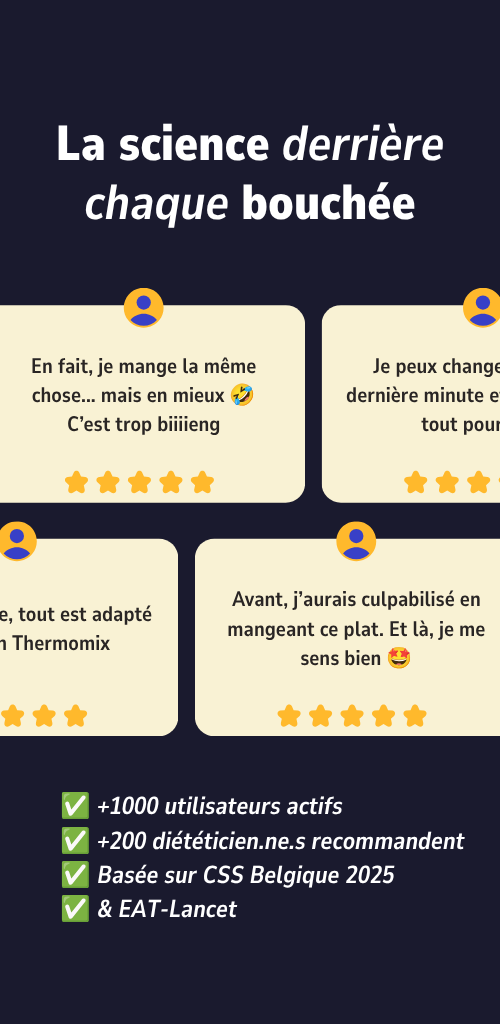 La science derrière
chaque bouchée
En fait, je mange la même
chose... mais en mieux 🤣
C'est trop biiiieng
Je peux change
dernière minute e
tout pour
e, tout est adapté
n Thermomix
Avant, j'aurais culpabilisé en
mangeant ce plat. Et là, je me
sens bien 🤩
✅ +1000 utilisateurs actifs
✅ +200 diététicien.ne.s recommandent
✅ Basée sur CSS Belgique 2025
✅ & EAT-Lancet